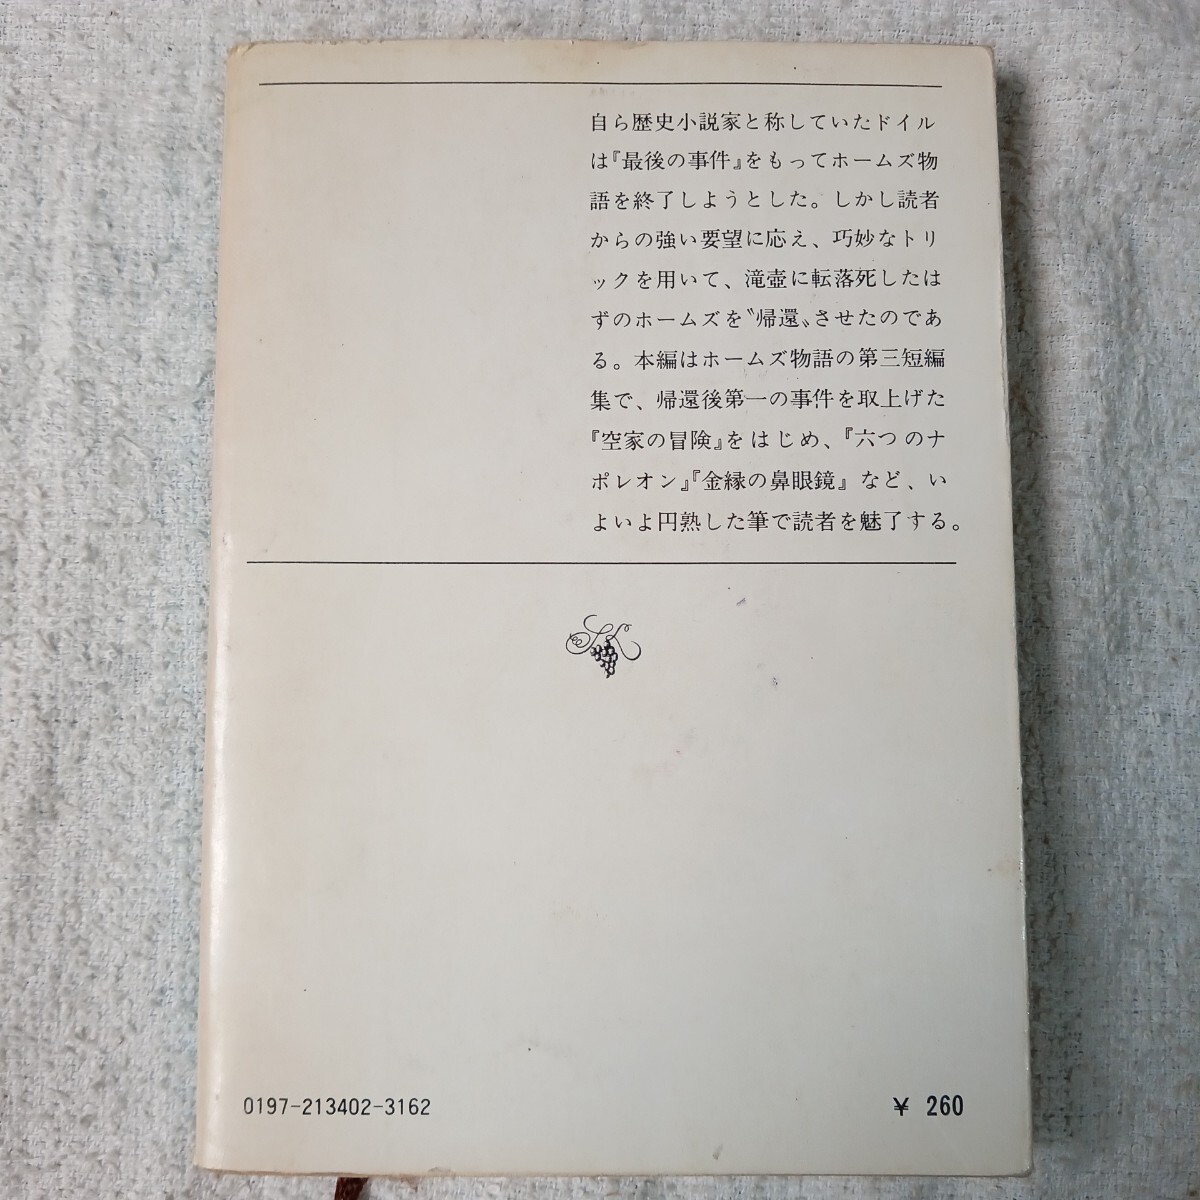 自ら歴史小説家と称していたドイル
は『最後の事件』をもってホームズ物
語を終了しようとした。しかし読者
からの強い要望に応え、巧妙なトリ
ックを用いて、滝壺に転落死したは
ずのホームズを〝帰還〟させたのであ
る。本編はホームズ物語の第三短編
集で、帰還後第一の事件を取上げた
『空家の冒険』をはじめ、『六つのナ
ポレオン』『金縁の鼻眼鏡』など、い
よいよ円熟した筆で読者を魅了する。
0197-213402-3162
¥ 260